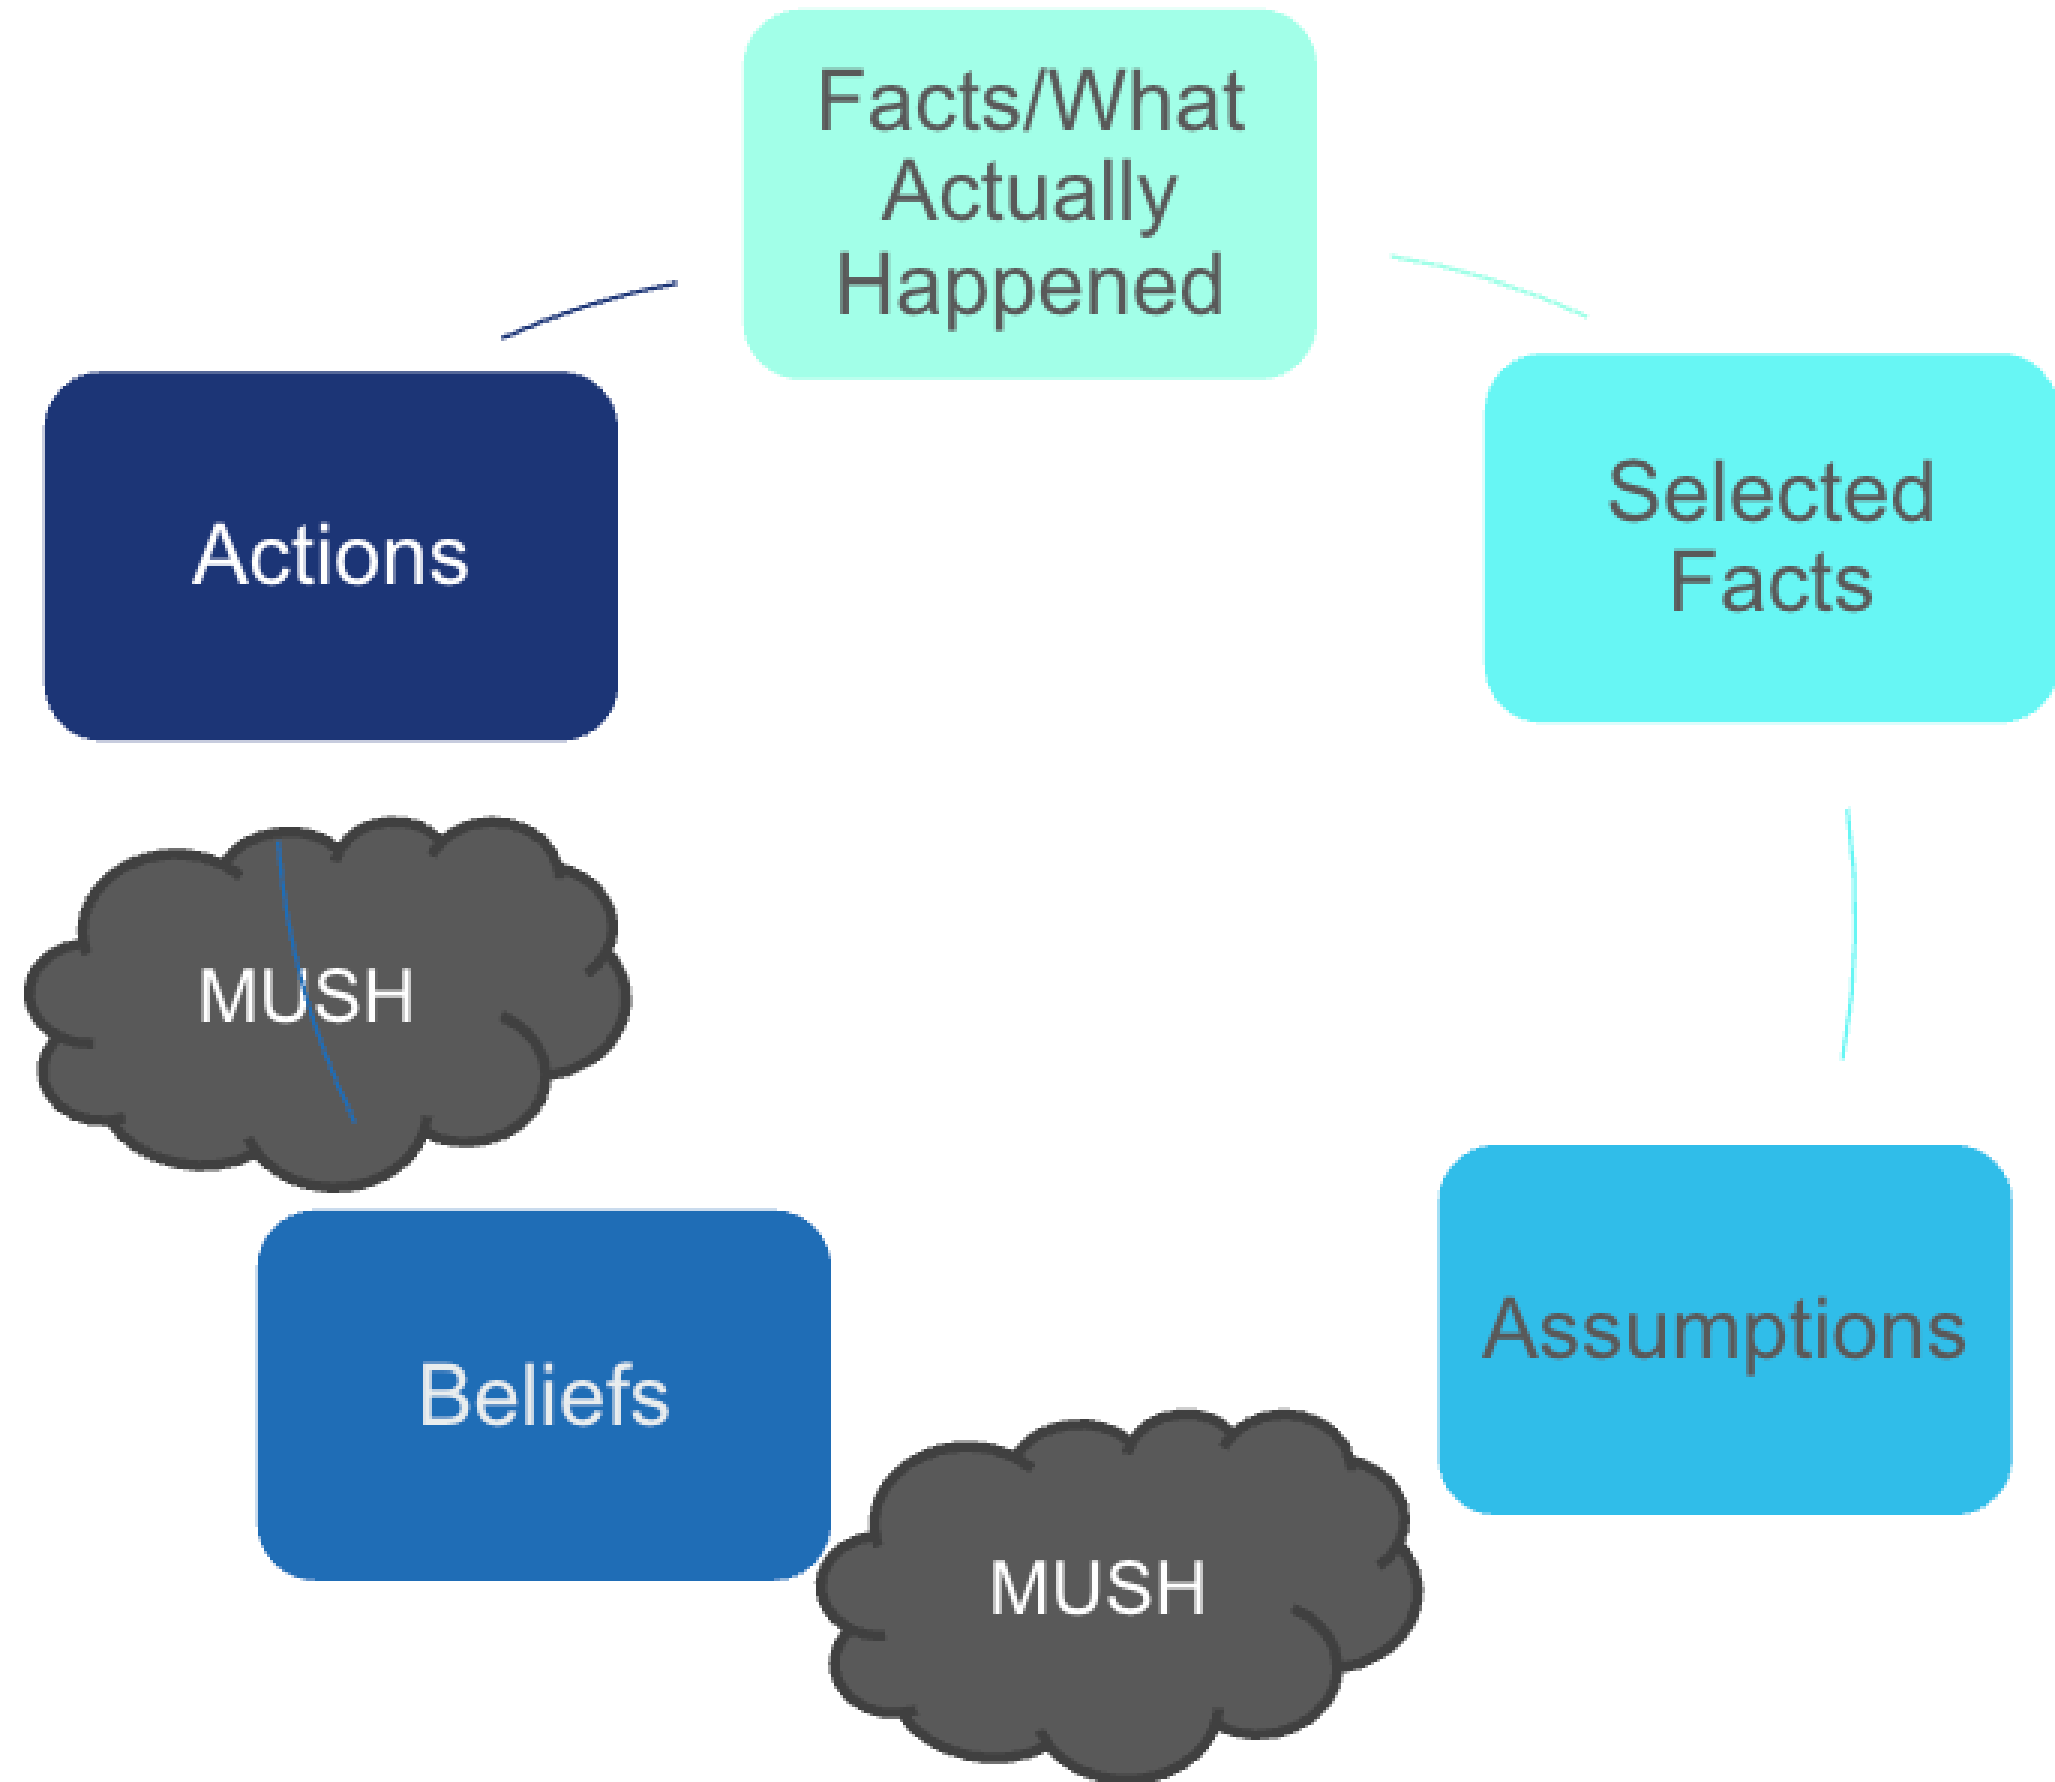 Facts/What
Actually
Happened
Selected
Facts
Assumptions
MUSH
Beliefs
MUSH
Actions